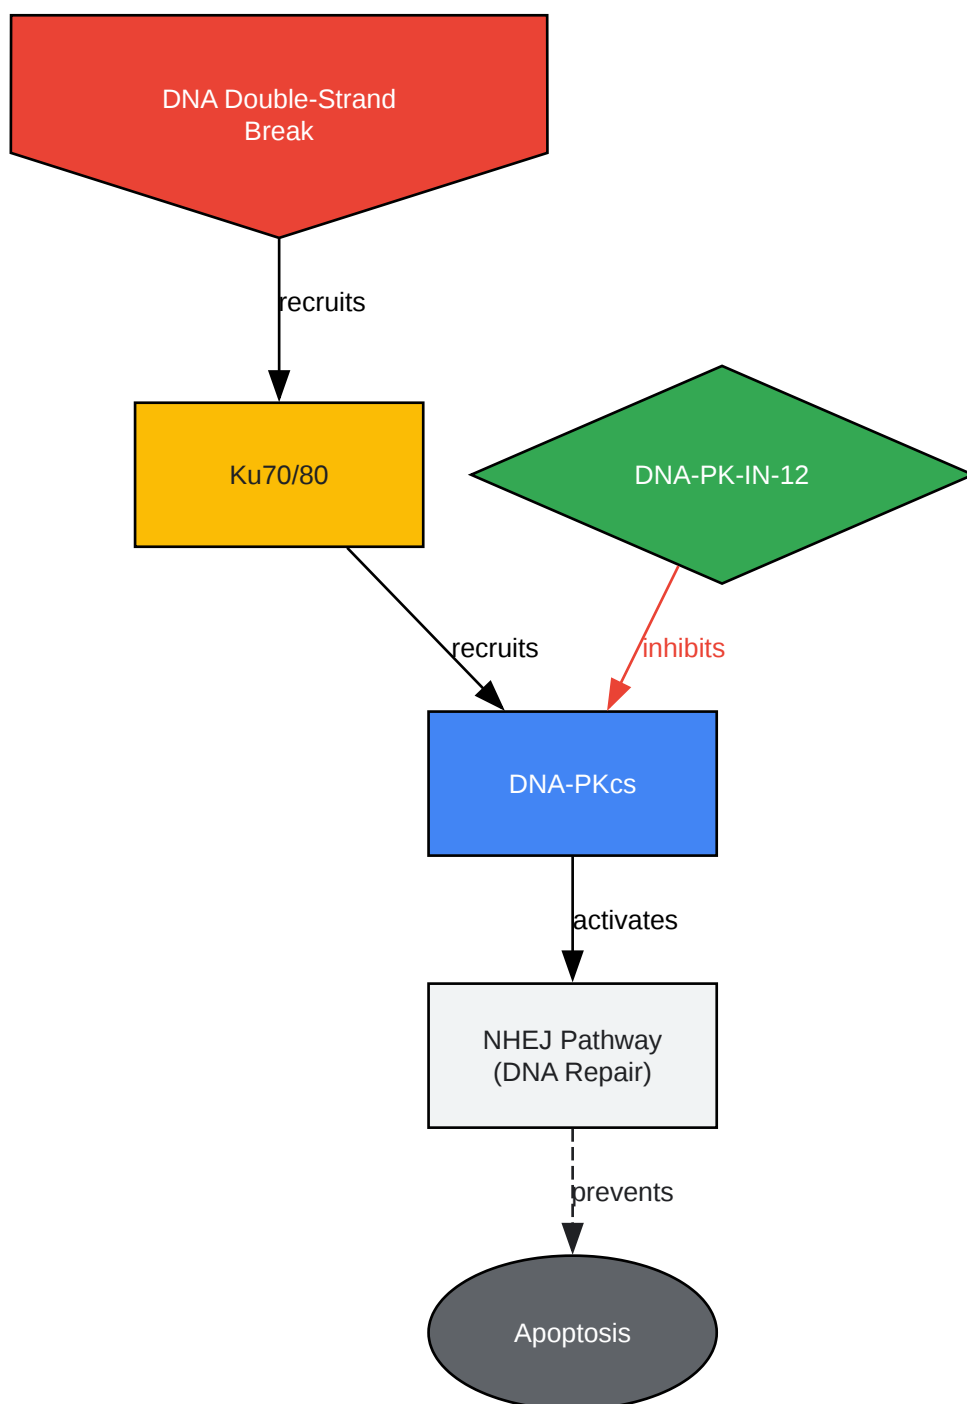 DNA Double-Strand
Break
recruits
Ku70/80
DNA-PK-IN-12
recruits
inhibits
DNA-PKcs
activates
NHEJ Pathway
(DNA Repair)
prevents
Apoptosis